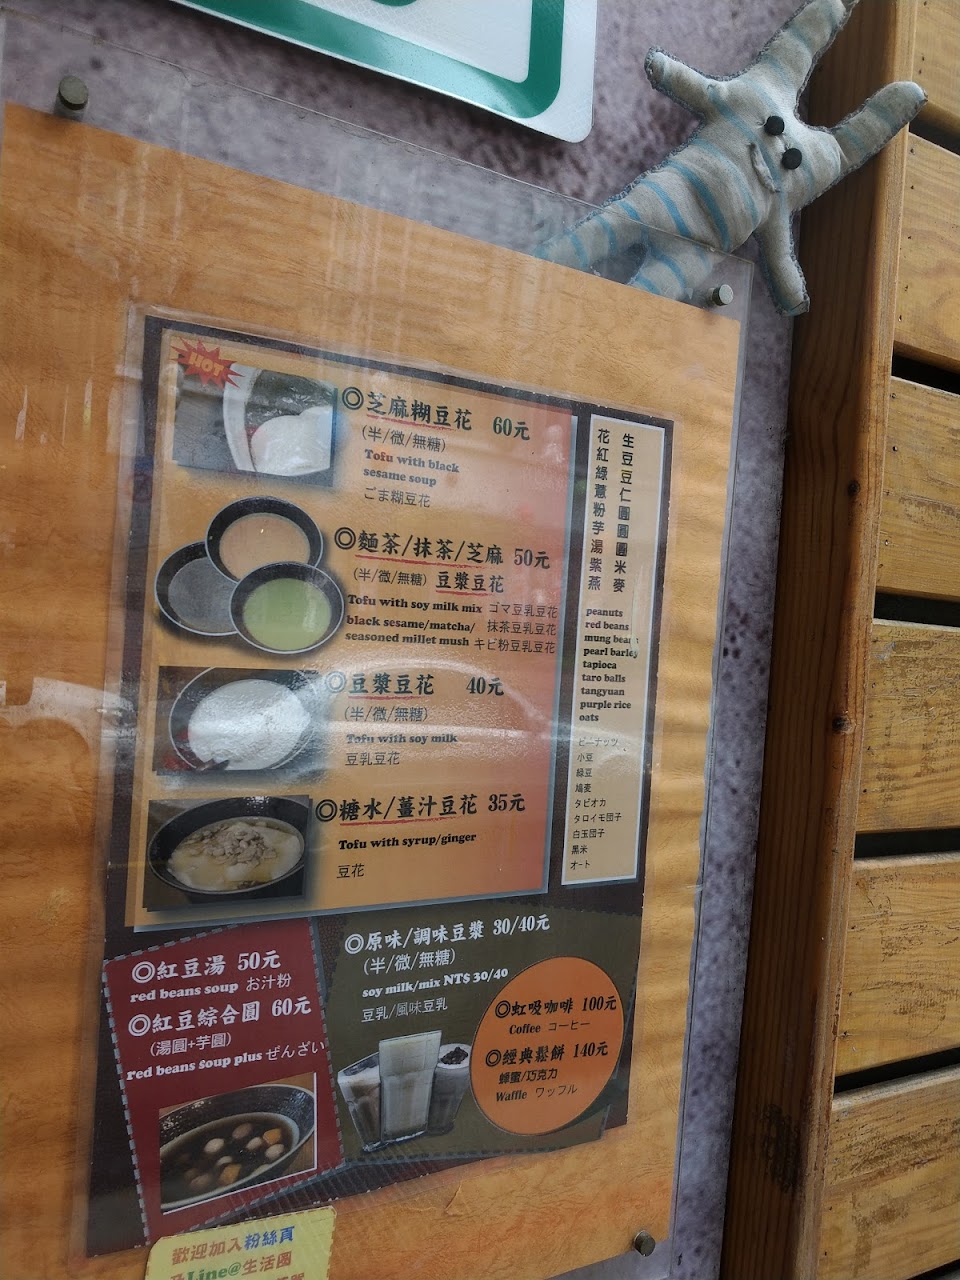 HOT
◎芝麻糊豆花 60元
(半/微/無糖)
Tofu with black
sesame soup
ごま糊豆花
◎麵茶/抹茶/芝麻 50元
(半/微/無糖) 豆漿豆花
Tofu with soy milk mix ゴマ豆乳豆花
black sesame/matcha/ 抹茶豆乳豆花
seasoned millet mush キビ粉豆乳豆花
◎豆漿豆花 40元
(半/微/無糖)
Tofu with soy milk
豆乳豆花
◎糖水/薑汁豆花 35元
Tofu with syrup/ginger
豆花
花生
紅豆
綠豆
薏仁
粉圓
芋圓
湯圓
紫米
燕麥
peanuts
red beans
mung beans
pearl barley
tapioca
taro balls
tangyuan
purple rice
oats
ピーナッツ
小豆
緑豆
鳩麦
タピオカ
タロイモ団子
白玉団子
黒米
オート
◎紅豆湯 50元
red beans soup お汁粉
◎紅豆綜合圓 60元
(湯圓+芋圓)
red beans soup plus ぜんざい
◎原味/調味豆漿 30/40元
(半/微/無糖)
soy milk/mix NT$ 30/40
豆乳/風味豆乳
◎虹吸咖啡 100元
Coffee コーヒー
◎經典鬆餅 140元
蜂蜜/巧克力
Waffle ワッフル
歡迎加入粉絲頁
及Line@生活圈